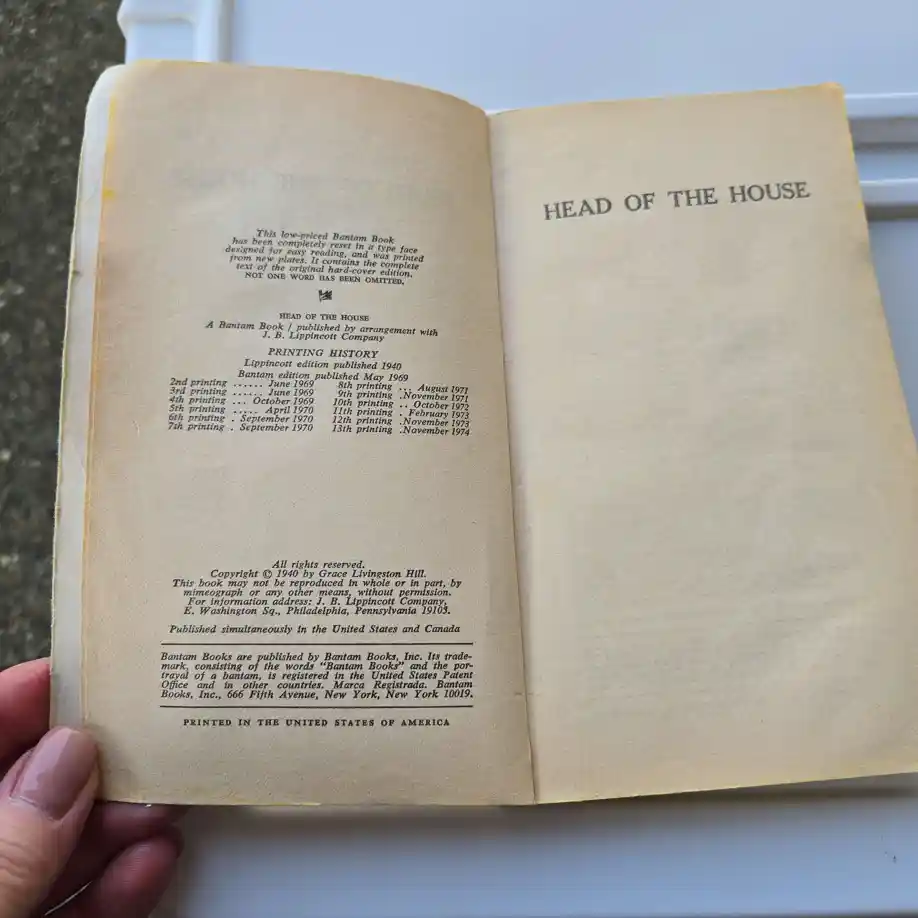 This low-priced Bantam Book
has been completely reset in a type face
designed for easy reading, and was printed
from new plates. It contains the complete
text of the original hard-cover edition.
NOT ONE WORD HAS BEEN OMITTED.
HEAD OF THE HOUSE
A Bantam Book / published by arrangement with
J. B. Lippincott Company
PRINTING HISTORY
Lippincott edition published 1940
Bantam edition published May 1969
2nd printing ...... June 1969
3rd printing ...... June 1969
4th printing ... October 1969
5th printing ..... April 1970
6th printing . September 1970
7th printing . September 1970
8th printing ... August 1971
9th printing .November 1971
10th printing .. October 1972
11th printing . February 1973
12th printing .November 1973
13th printing .November 1974
All rights reserved.
Copyright © 1940 by Grace Livingston Hill.
This book may not be reproduced in whole or in part, by
mimeograph or any other means, without permission.
For information address: J. B. Lippincott Company,
E. Washington Sq., Philadelphia, Pennsylvania 19103.
Published simultaneously in the United States and Canada
Bantam Books are published by Bantam Books, Inc. Its trade-
mark, consisting of the words "Bantam Books" and the por-
trayal of a bantam, is registered in the United States Patent
Office and in other countries. Marca Registrada. Bantam
Books, Inc., 666 Fifth Avenue, New York, New York 10019.
PRINTED IN THE UNITED STATES OF AMERICA
HEAD OF THE HOUSE